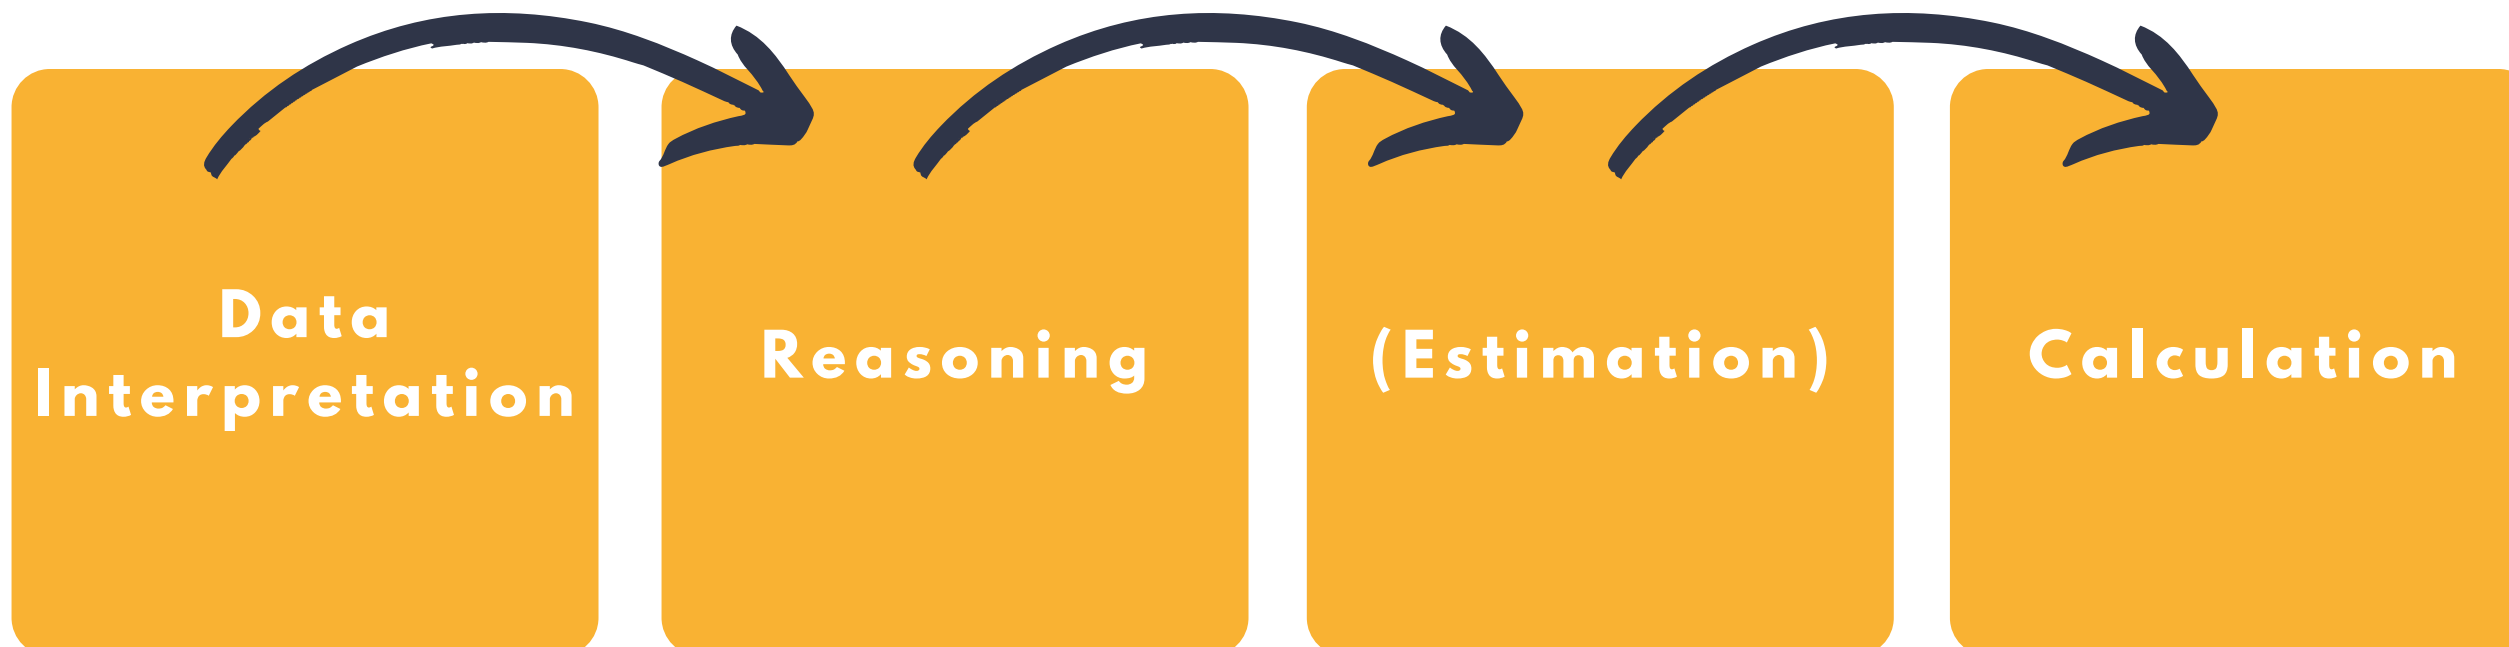 Data
Interpretation
Reasoning
(Estimation)
Calculation